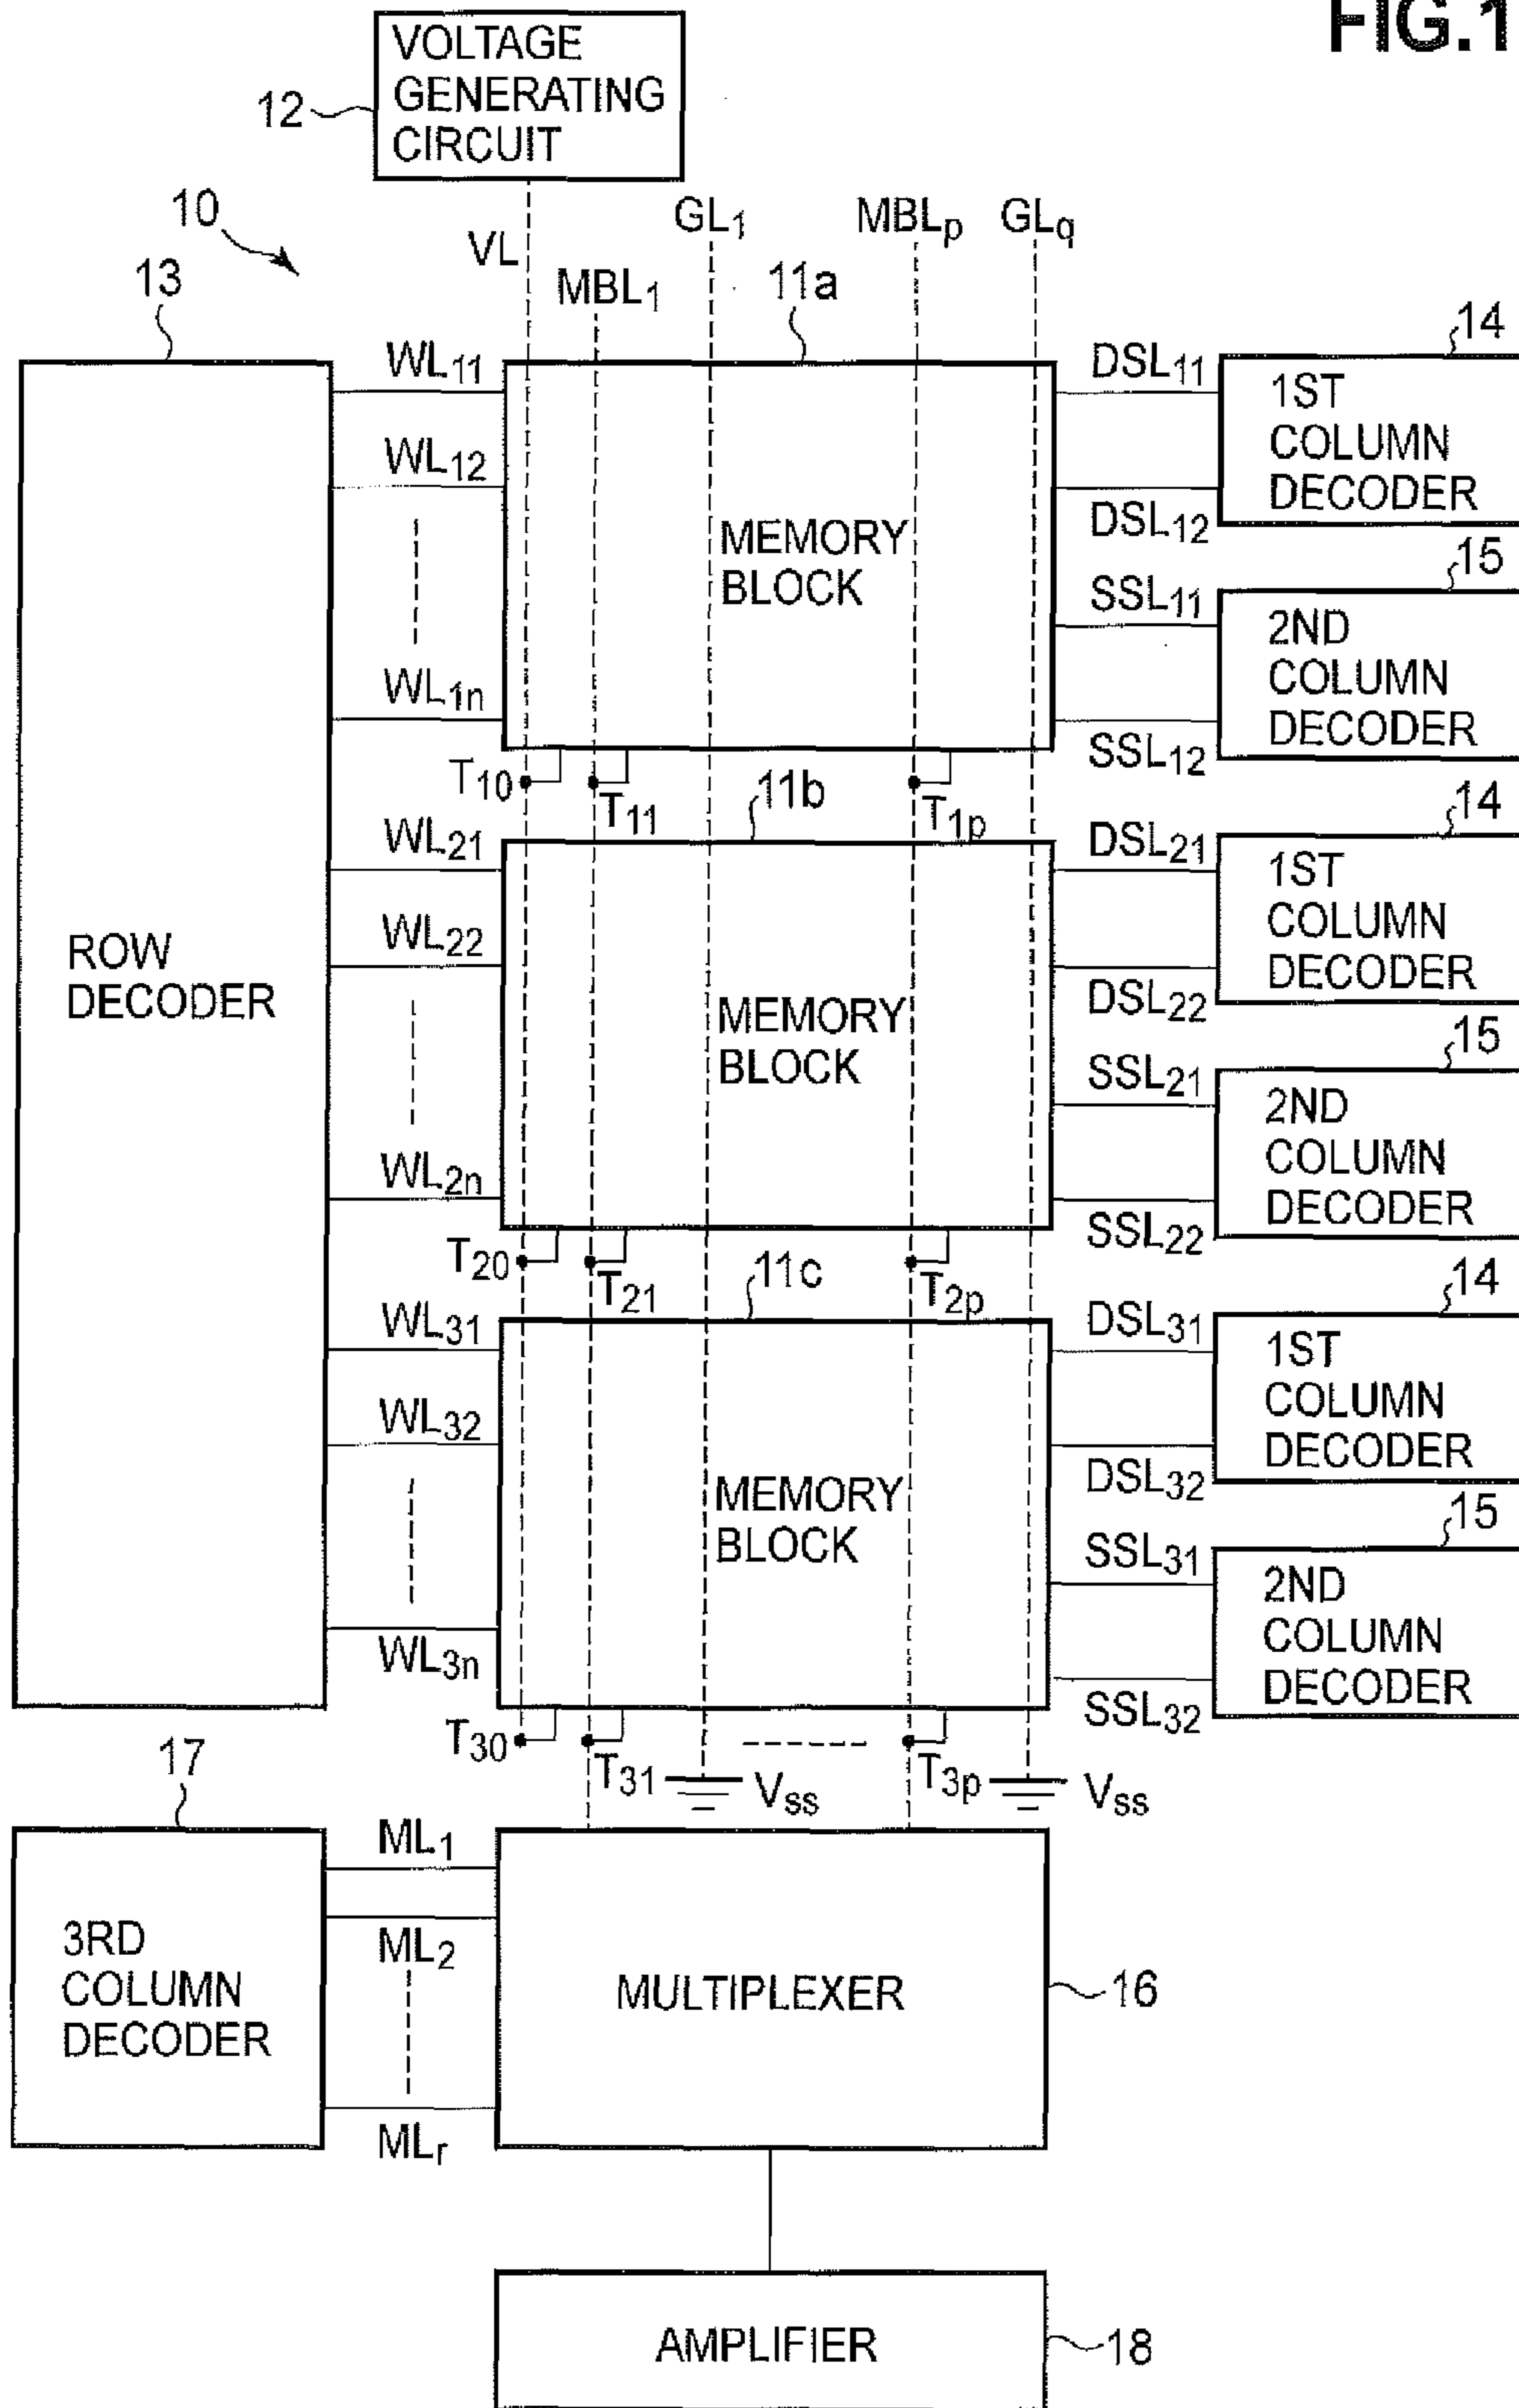 FIG.1
VOLTAGE
GENERATING
CIRCUIT
12
10
VL
MBL1
GL1
MBLp
GLq
13
11a
14
WL11
WL12
WL1n
DSL11
DSL12
SSL11
SSL12
1ST
COLUMN
DECODER
15
2ND
COLUMN
DECODER
MEMORY
BLOCK
T10
T11
T1p
11b
14
WL21
WL22
WL2n
DSL21
DSL22
SSL21
SSL22
1ST
COLUMN
DECODER
15
2ND
COLUMN
DECODER
ROW
DECODER
MEMORY
BLOCK
T20
T21
T2p
11c
14
WL31
WL32
WL3n
DSL31
DSL32
SSL31
SSL32
1ST
COLUMN
DECODER
15
2ND
COLUMN
DECODER
MEMORY
BLOCK
T30
T31
Vss
T3p
Vss
17
ML1
ML2
MLr
3RD
COLUMN
DECODER
MULTIPLEXER
16
AMPLIFIER
18